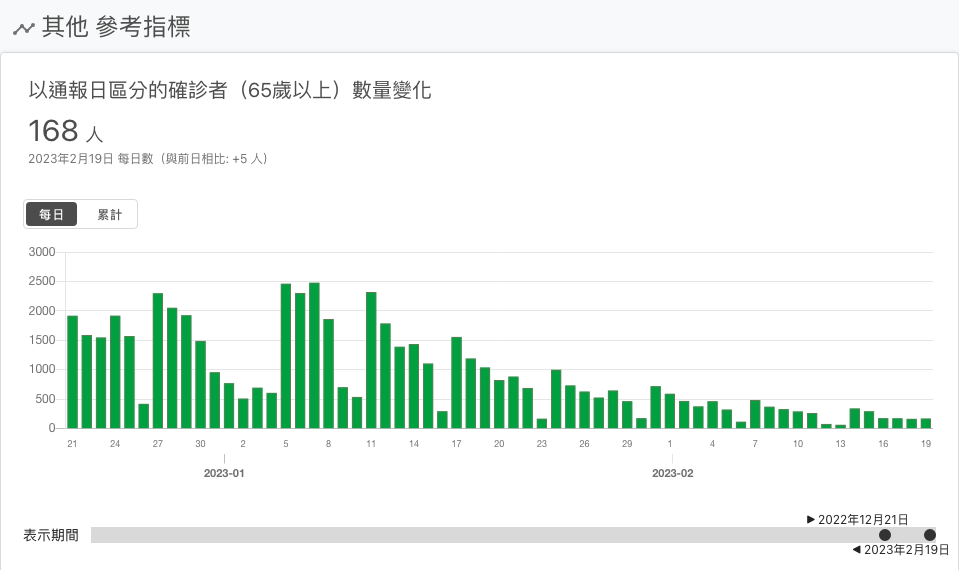 其他 參考指標
以通報日區分的確診者（65歲以上）數量變化
168 人
2023年2月19日 每日數（與前日相比: +5 人）
每日 累計
3000
2500
2000
1500
1000
500
0
21 24 27 30 2 5 8 11 14 17 20 23 26 29 1 4 7 10 13 16 19
2023-01 2023-02
▶ 2022年12月21日
表示期間
◀ 2023年2月19日